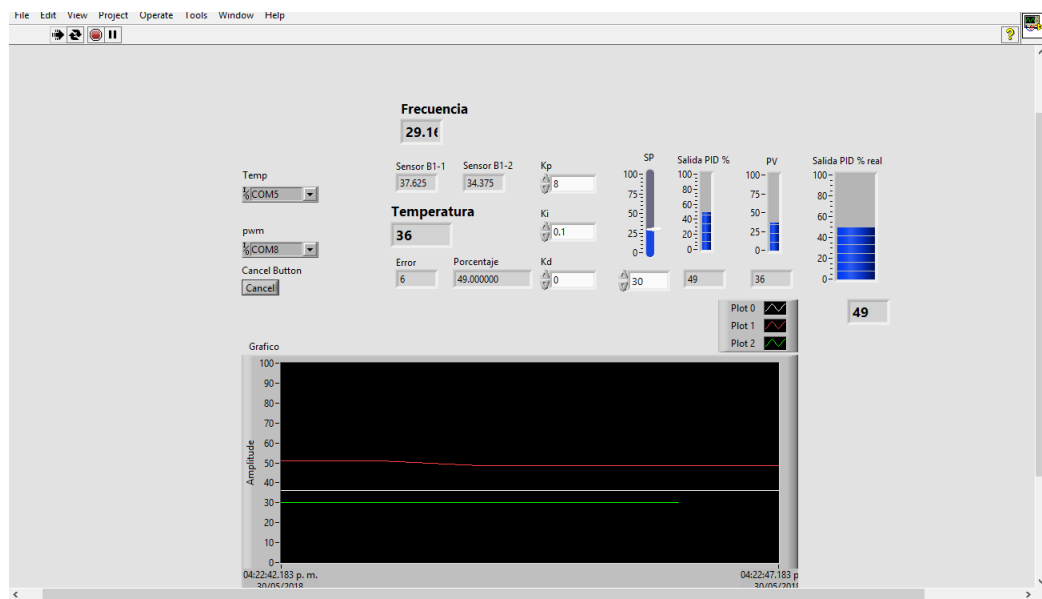 File Edit View Project Operate Tools Window Help
Frecuencia
29.16
Sensor B1-1 Sensor B1-2 Kp
37.625 34.375 8
Temp
COM5
Temperatura
36
Ki
0.1
pwm
COM8
Error Porcentaje Kd
6 49.000000 0
Cancel Button
Cancel
SP
100-
75-
50-
25-
0-
30
Salida PID %
100-
80-
60-
40-
20-
0-
49
PV
100-
75-
50-
25-
0-
36
Salida PID % real
100-
80-
60-
40-
20-
0-
49
Plot 0
Plot 1
Plot 2
Grafico
Amplitude
100-
90-
80-
70-
60-
50-
40-
30-
20-
10-
0-
04:22:42.183 p. m. 04:22:47.183 p
30/05/2018 30/05/201